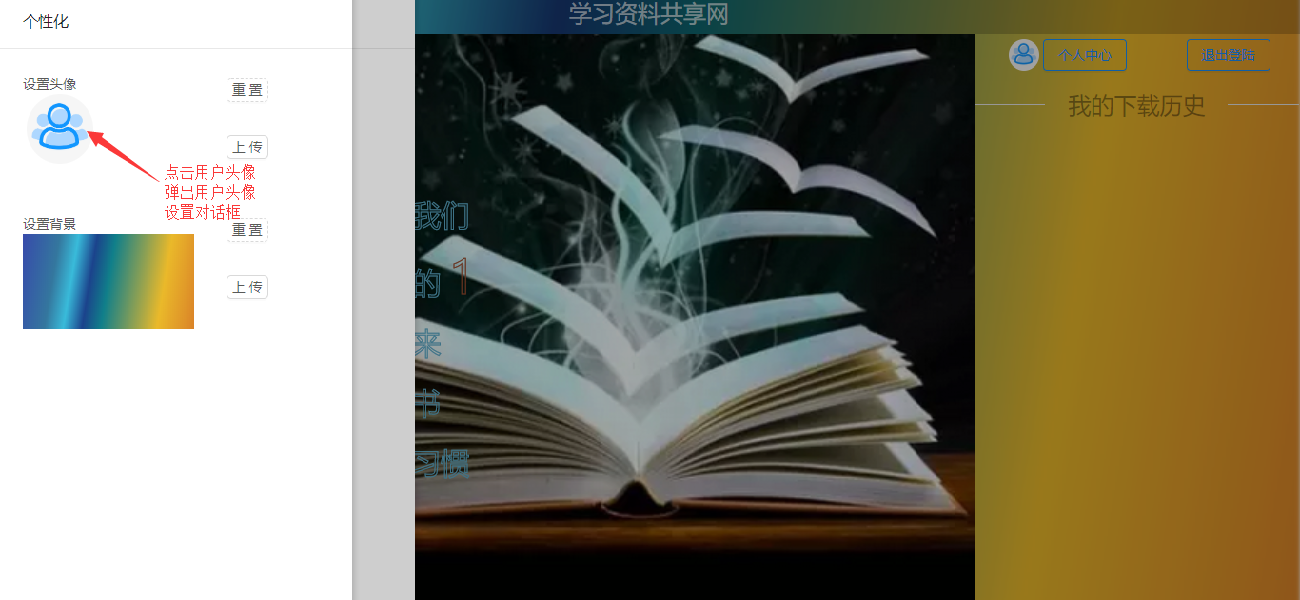 个性化
设置头像
重 置
上 传
点击用户头像
弹出用户头像
设置对话框
设置背景
重 置
上 传
学习资料共享网
我们
的
1
来
书
习惯
个人中心
退出登陆
我的下载历史